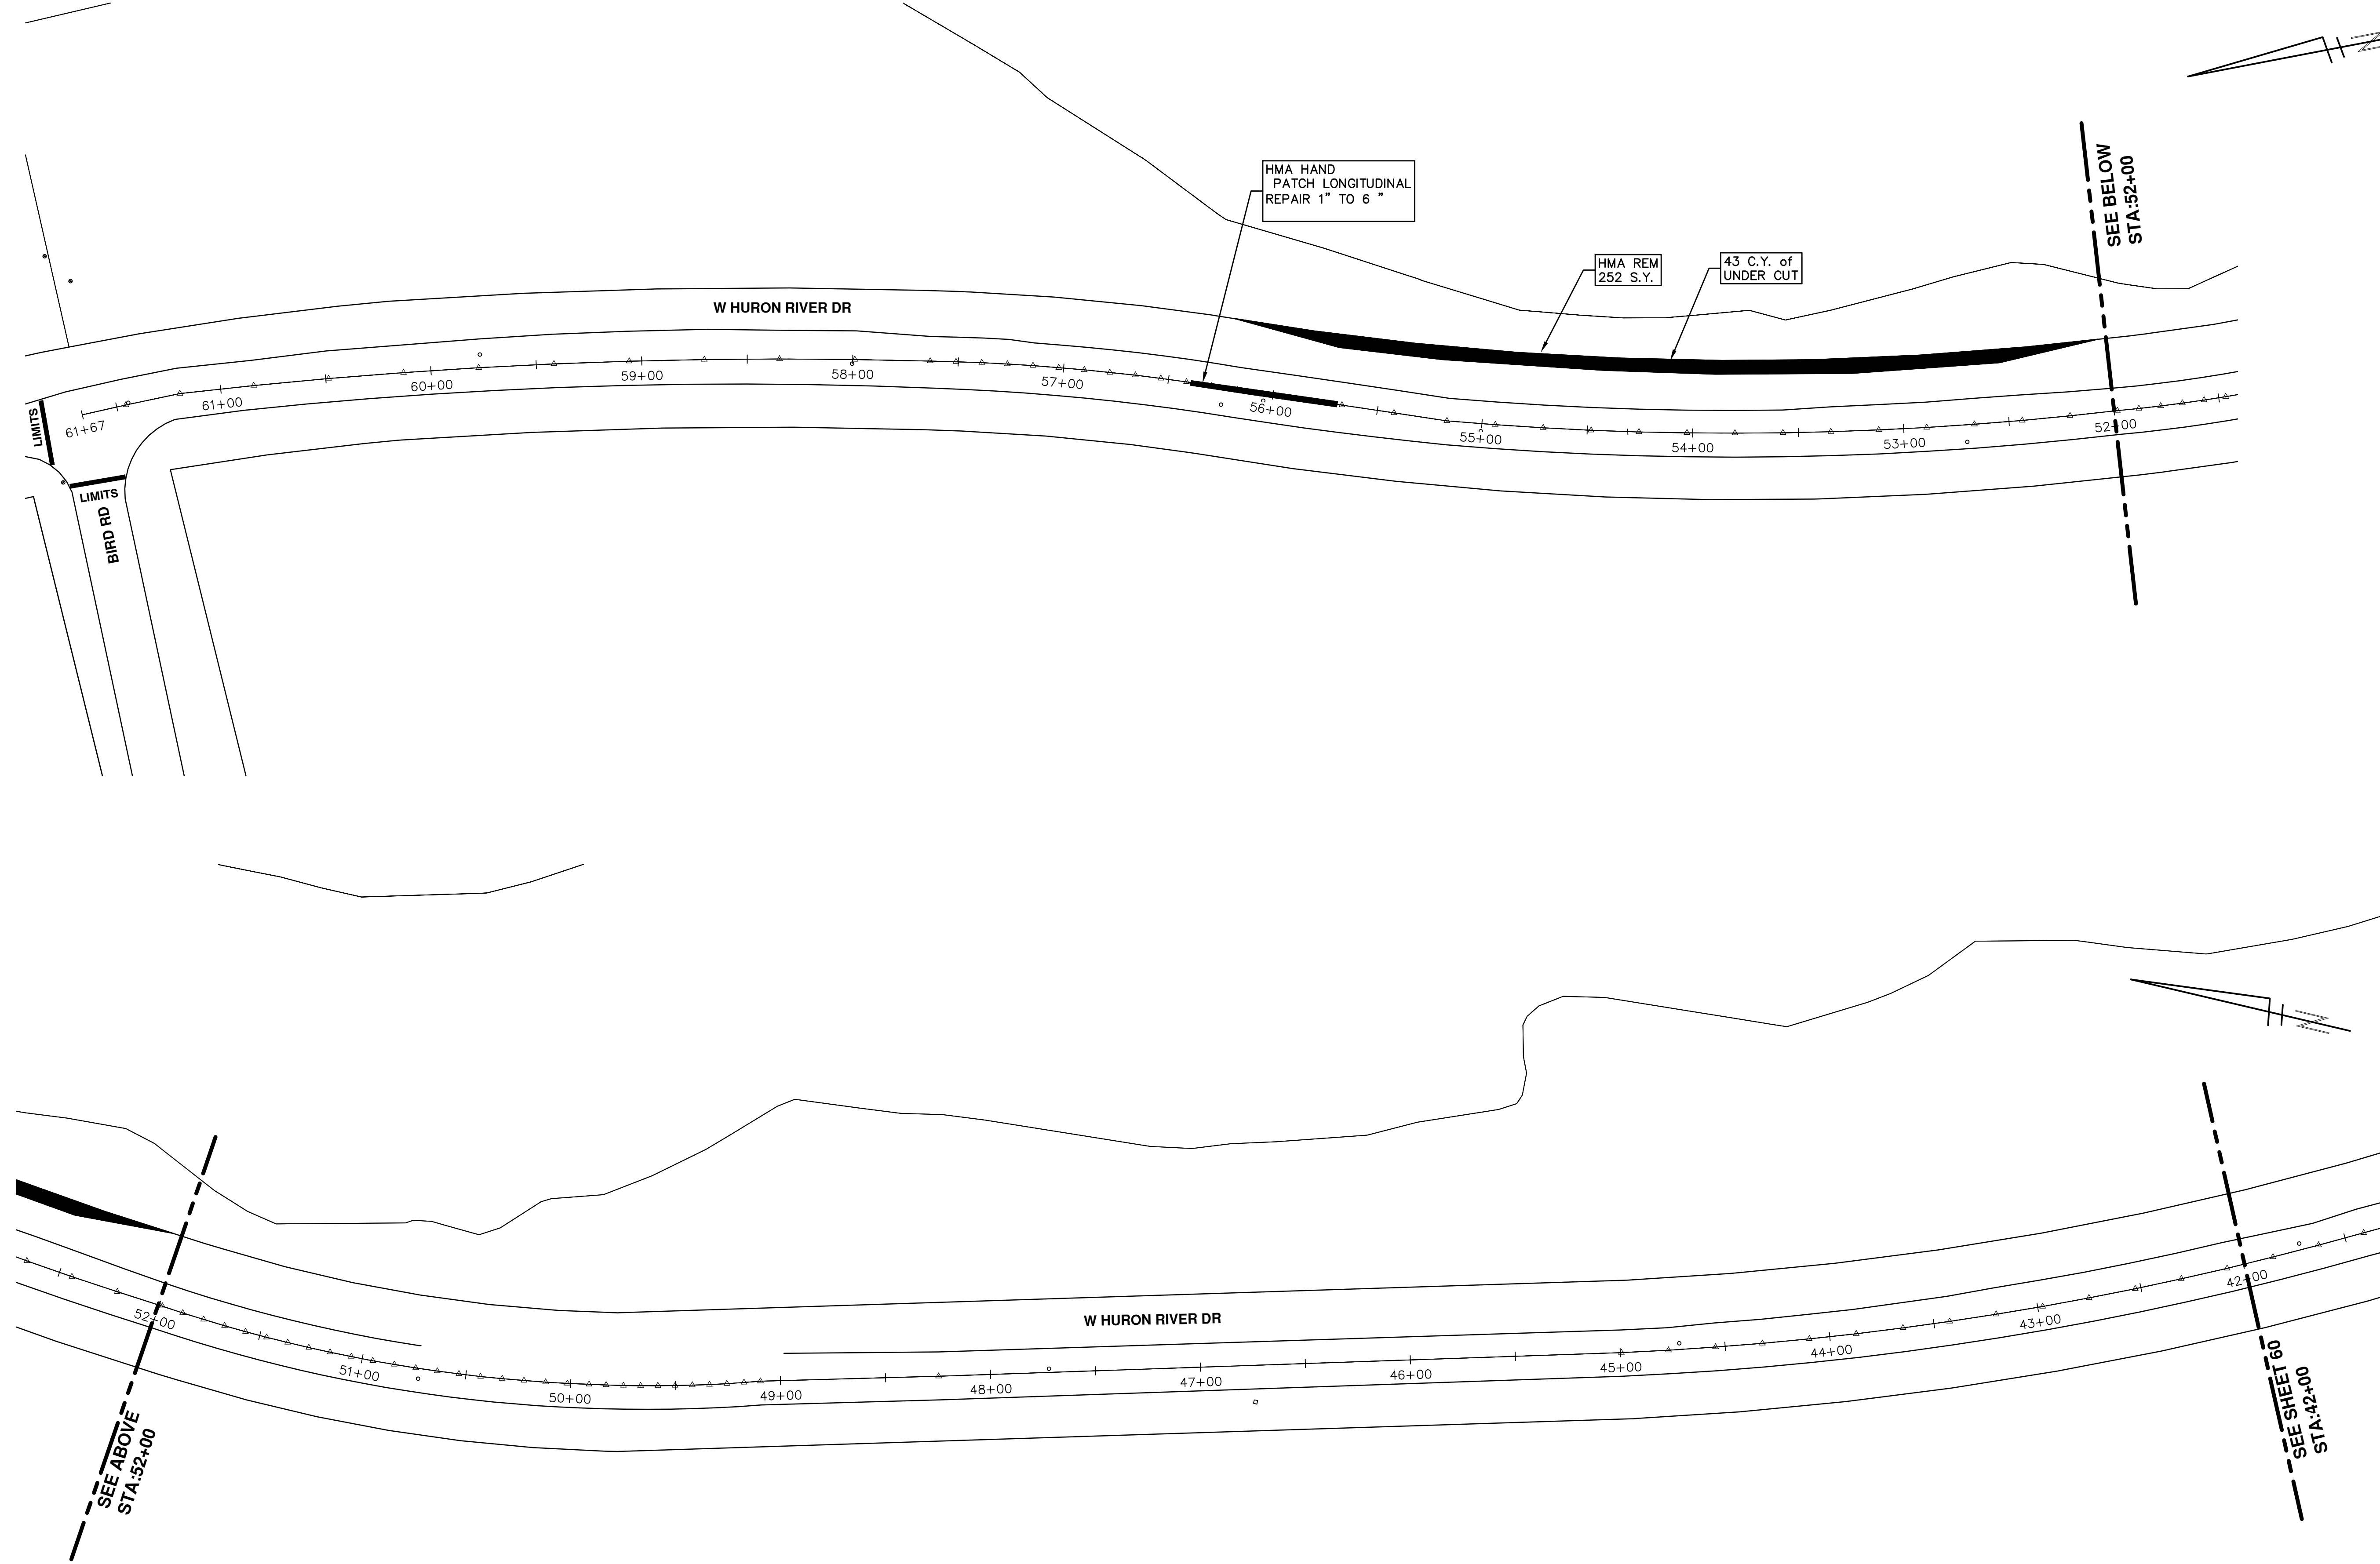 N
HMA HAND
PATCH LONGITUDINAL
REPAIR 1" TO 6 "
SEE BELOW
STA:52+00
HMA REM
252 S.Y.
43 C.Y. of
UNDER CUT
W HURON RIVER DR
LIMITS
61+67
61+00
60+00
59+00
58+00
57+00
56+00
55+00
54+00
53+00
52+00
LIMITS
BIRD RD
N
W HURON RIVER DR
52+00
51+00
50+00
49+00
48+00
47+00
46+00
45+00
44+00
43+00
42+00
SEE ABOVE
STA:52+00
SEE SHEET 60
STA:42+00